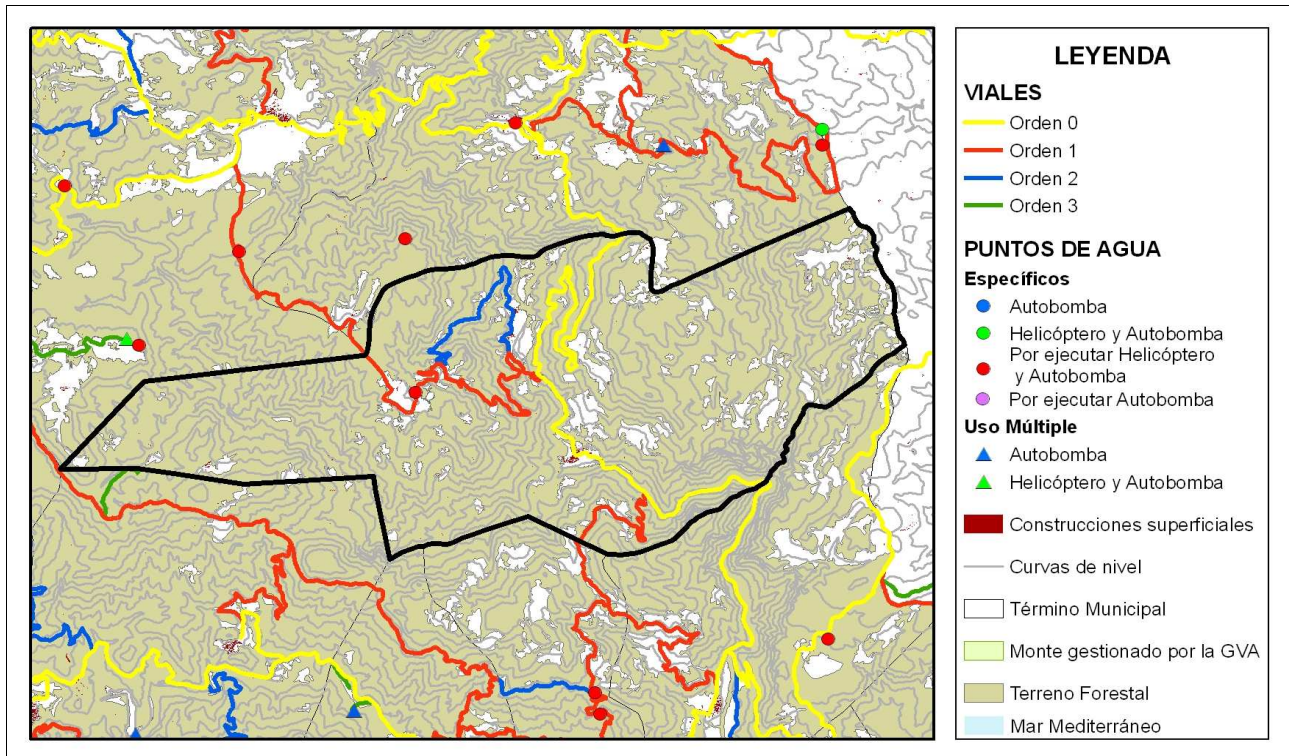 LEYENDA
VIALES
Orden 0
Orden 1
Orden 2
Orden 3
PUNTOS DE AGUA
Específicos
Autobomba
Helicóptero y Autobomba
Por ejecutar Helicóptero
y Autobomba
Por ejecutar Autobomba
Uso Múltiple
Autobomba
Helicóptero y Autobomba
Construcciones superficiales
Curvas de nivel
Término Municipal
Monte gestionado por la GVA
Terreno Forestal
Mar Mediterráneo